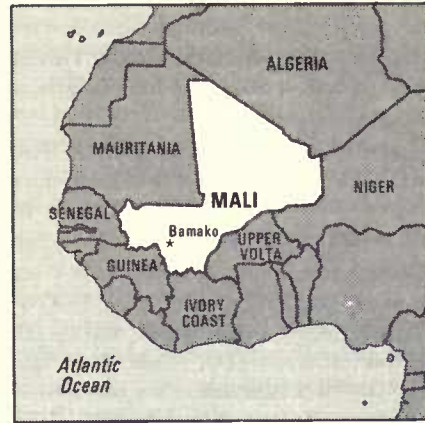 ALGERIA
MAURITANIA
MALI
NIGER
SENEGAL
Bamako
UPPER
VOLTA
GUINEA
IVORY
COAST
Atlantic
Ocean